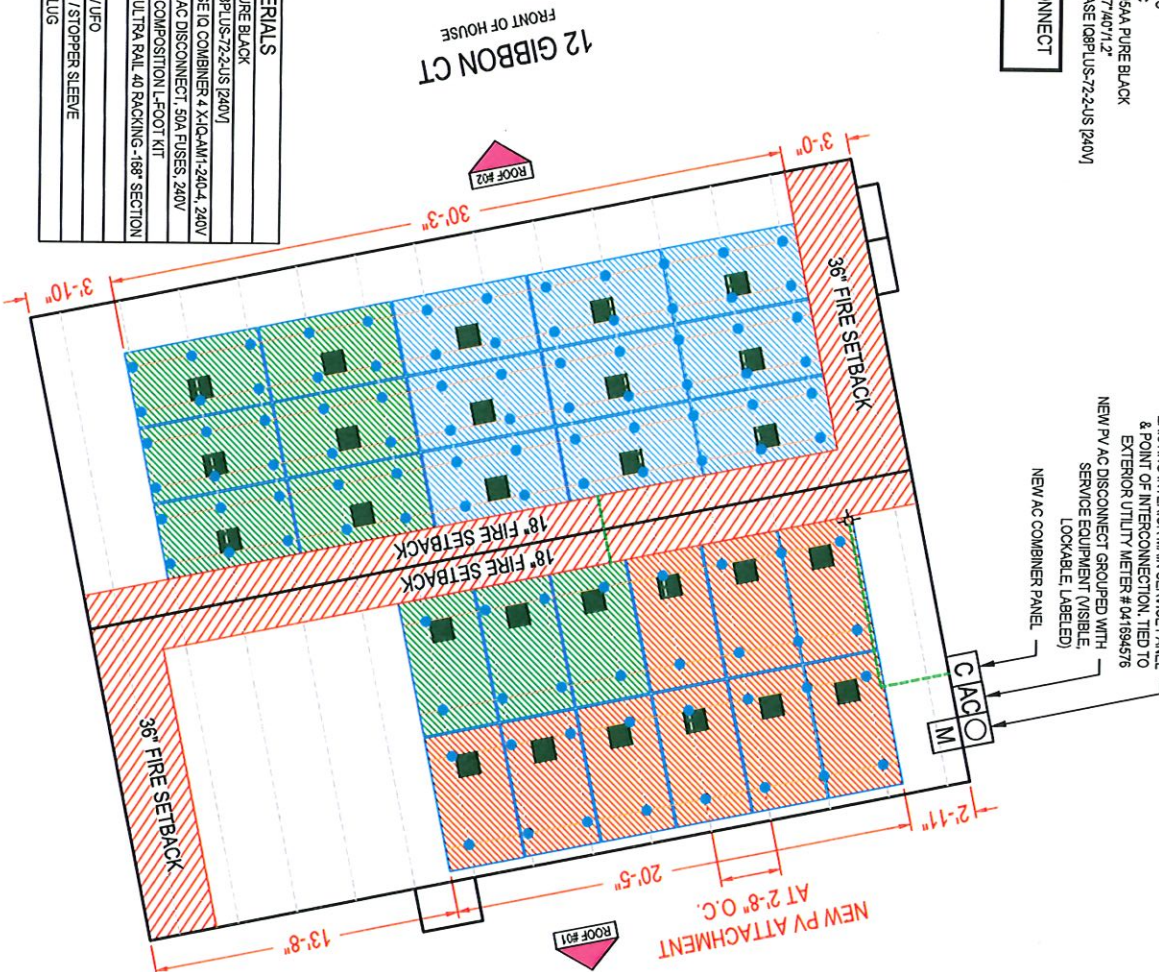 5AA PURE BLACK
7"/40"/1.2"
ASE IQ8PLUS-72-2-US [240V]
NNECT
ERIALS
URE BLACK
8PLUS-72-2-US [240V]
SE IQ COMBINER 4 X-IQ-AM1-240-4, 240V
AC DISCONNECT, 50A FUSES, 240V
COMPOSITION L-FOOT KIT
ULTRA RAIL 40 RACKING - 168" SECTION
/ UFO
/ STOPPER SLEEVE
LUG
12 GIBBON CT
FRONT OF HOUSE
ROOF #02
3'-0"
30'-3"
3'-10"
36" FIRE SETBACK
18" FIRE SETBACK
18" FIRE SETBACK
36" FIRE SETBACK
& POINT OF INTERCONNECTION, TIED TO
EXTERIOR UTILITY METER # 041694576
NEW PV AC DISCONNECT GROUPED WITH
SERVICE EQUIPMENT (VISIBLE,
LOCKABLE, LABELED)
NEW AC COMBINER PANEL
C
AC
M
2'-11"
20'-5"
13'-8"
NEW PV ATTACHMENT
AT 2'-8" O.C.
ROOF #01